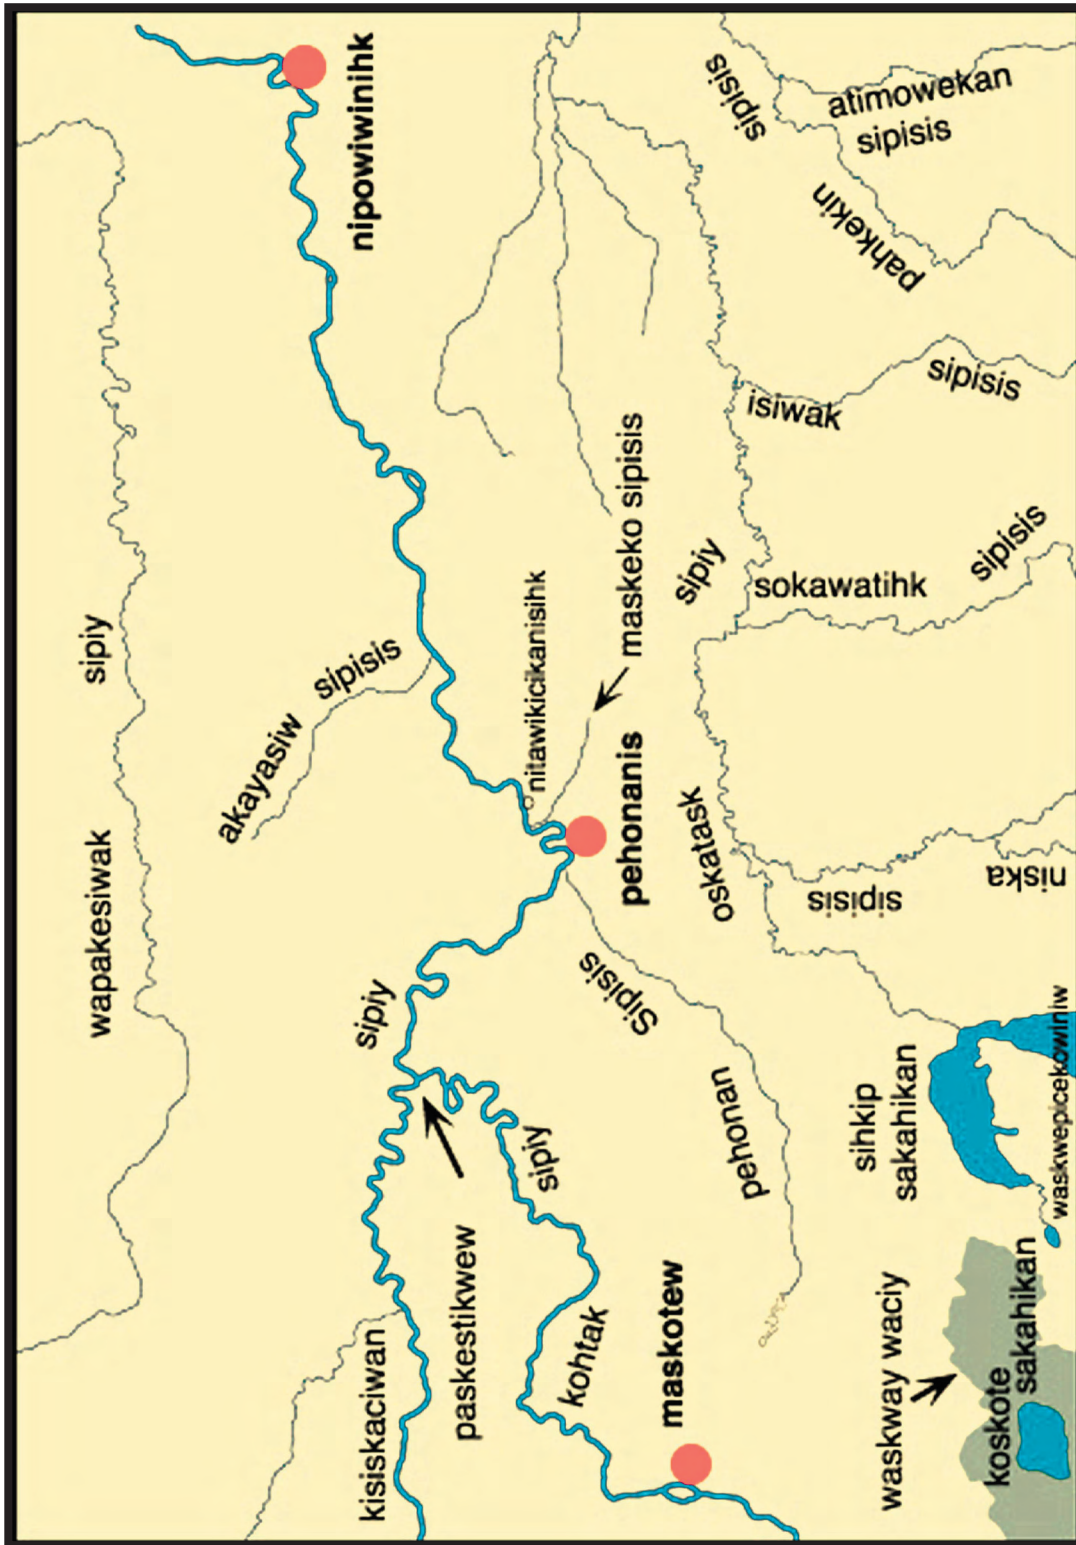 wapakesiwak sipiy
nipowiwinihk
akayasiw sipisis
kisiskaciwan sipiy
paskestikwew
nitawikicikanisihk
maskeko sipisis
pehonanis
kohtak sipiy
maskotew
pehonan Sipisis
oskatask sipiy
sipisis
atimowekan
sipisis
pahkekin
isiwak sipisis
sokawatihk sipisis
niska sipisis
sihkip
sakahikan
waskwepicekowiniw
waskway waciy
koskote
sakahikan